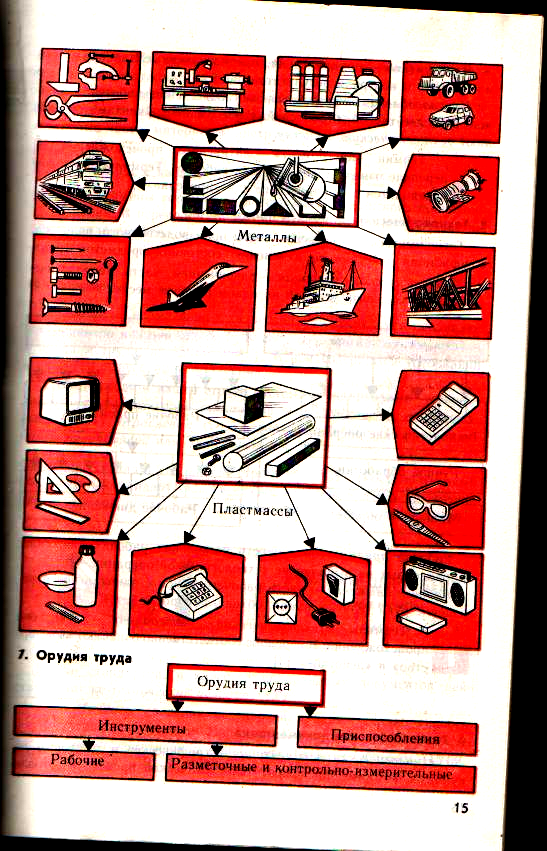 Металлы
Пластмассы
7. Орудия труда
Орудия труда
Инструменты
Приспособления
Рабочие
Разметочные и контрольно-измерительные
15